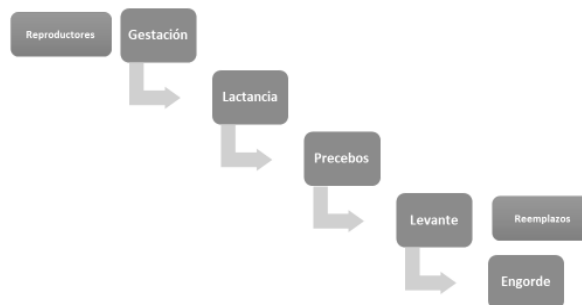 Reproductores
Gestación
Lactancia
Precebos
Levante
Reemplazos
Engorde